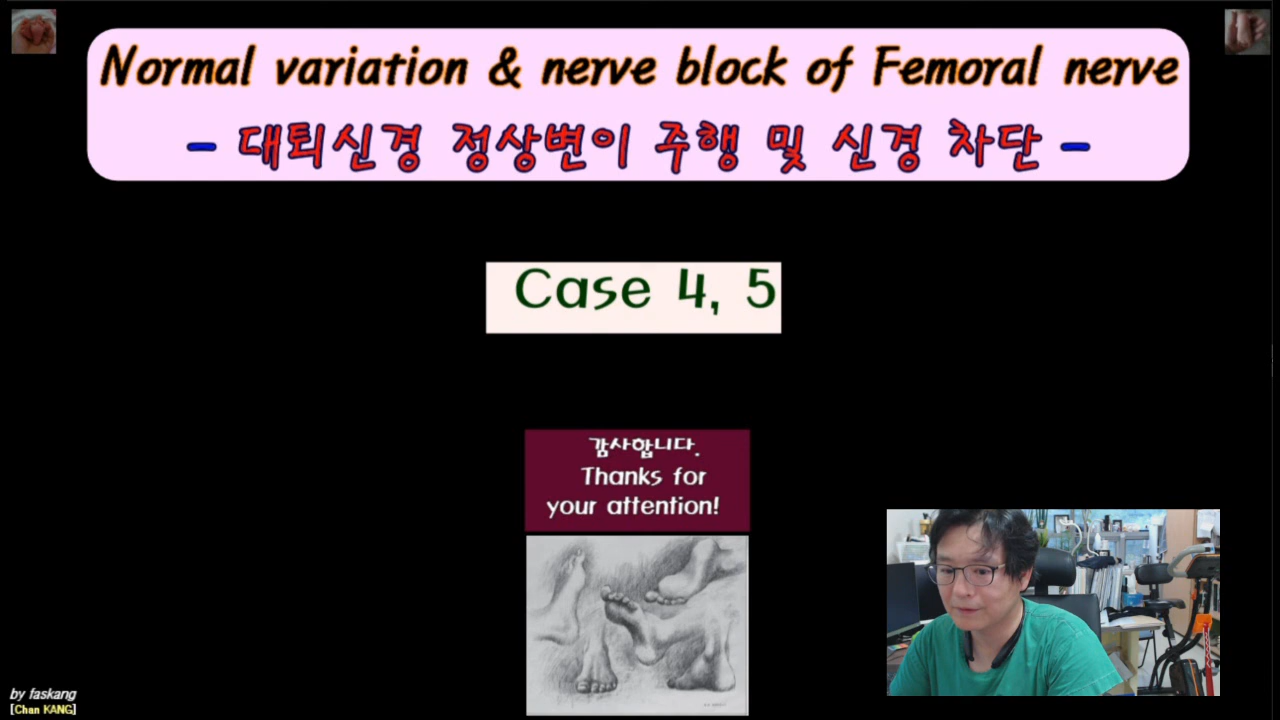 Normal variation & nerve block of Femoral nerve
- 대퇴신경 정상변이 주행 및 신경 차단 -
Case 4, 5
감사합니다.
Thanks for
your attention!
by faskang
[Chan KANG]